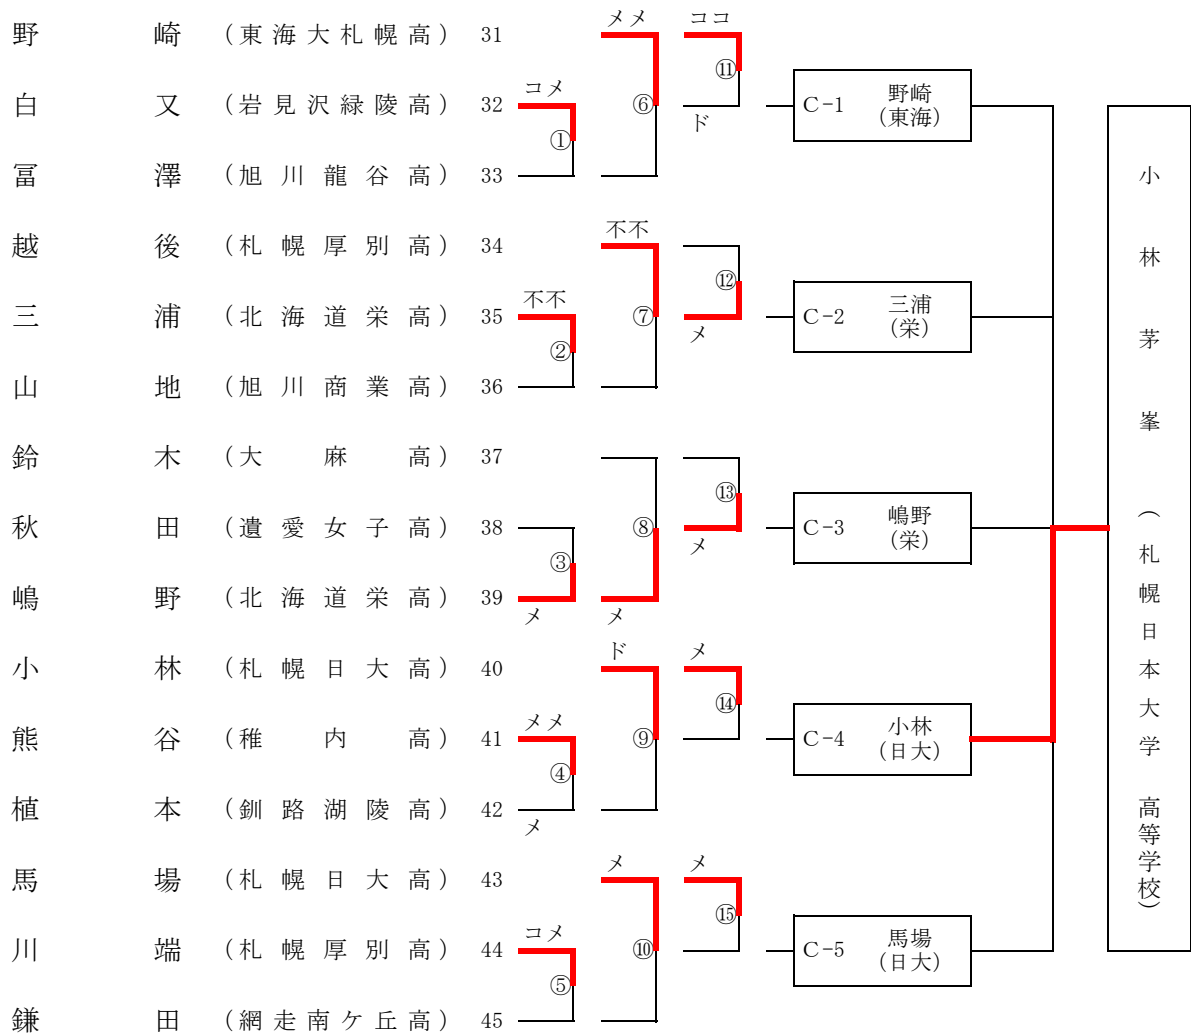 野崎 (東海大札幌高) 31
メメ ココ
⑪
C-1 野崎
(東海)
白又 (岩見沢緑陵高) 32 コメ
① ⑥
ド
冨澤 (旭川龍谷高) 33
越後 (札幌厚別高) 34
不不
⑫
三浦 (北海道栄高) 35 不不
② ⑦
メ
C-2 三浦
(栄)
山地 (旭川商業高) 36
鈴木 (大麻高) 37
⑬
秋田 (遺愛女子高) 38
③ ⑧
メ
C-3 嶋野
(栄)
嶋野 (北海道栄高) 39
メ メ
小林 (札幌日大高) 40
ド メ
⑭
熊谷 (稚内高) 41 メメ
④ ⑨
C-4 小林
(日大)
植本 (釧路湖陵高) 42
メ
馬場 (札幌日大高) 43
メ メ
⑮
川端 (札幌厚別高) 44 コメ
⑤ ⑩
C-5 馬場
(日大)
鎌田 (網走南ケ丘高) 45
小林茅峯 (札幌日本大学 高等学校)